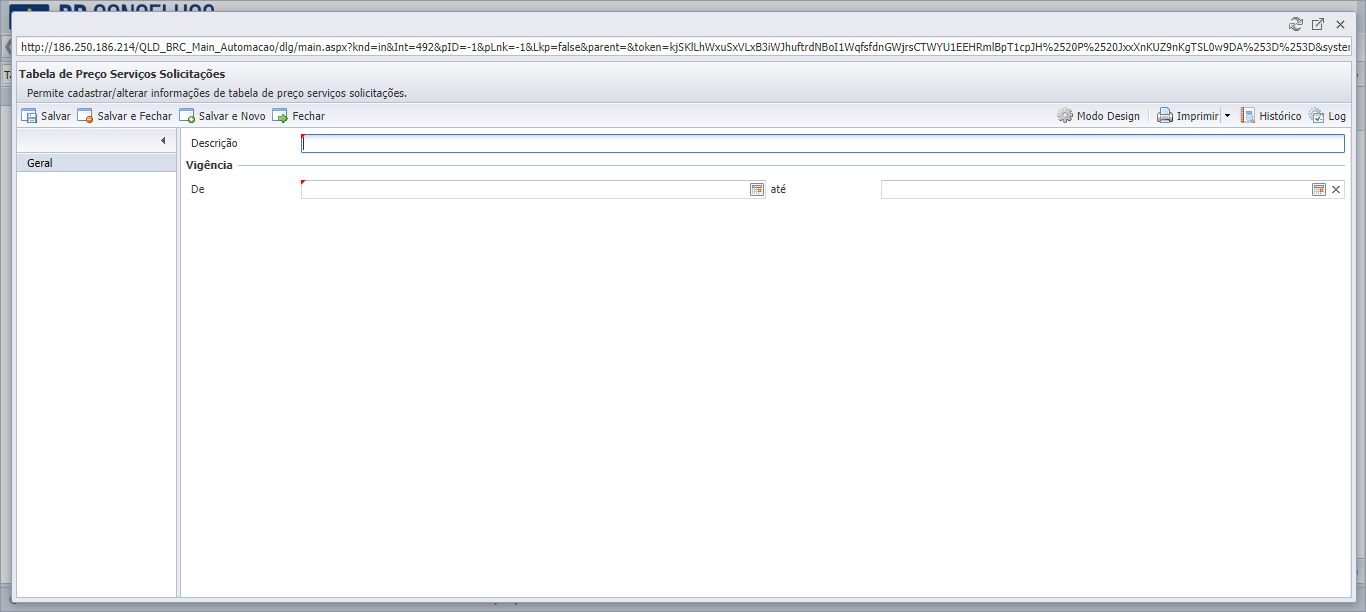 http://186.250.186.214/QLD_BRC_Main_Automacao/dlg/main.aspx?knd=in&Int=492&pID=-1&pLnk=-1&Lkp=false&parent=&token=kjSKlLhWxuSxVLxB3iWJhuftrdNBoI1WqfsfdnGWjrsCTWYU1EEHRmlBpT1cpJH%2520P%2520JxxXnKUZ9nKgTSL0w9DA%253D%253D&system
Tabela de Preço Serviços Solicitações
Permite cadastrar/alterar informações de tabela de preço serviços solicitações.
Salvar Salvar e Fechar Salvar e Novo Fechar Modo Design Imprimir Histórico Log
Geral
Descrição
Vigência
De até